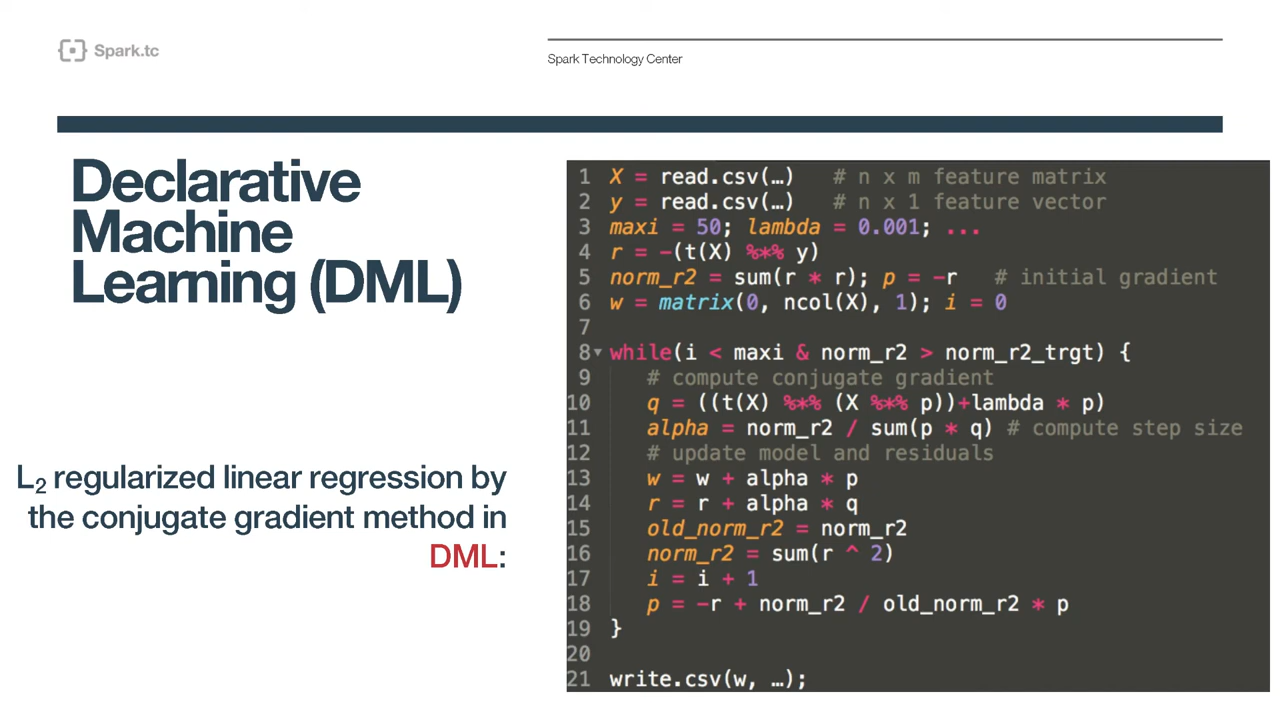 Spark.tc
Spark Technology Center
Declarative
Machine
Learning (DML)
L2 regularized linear regression by
the conjugate gradient method in
DML:
1 X = read.csv(…) # n x m feature matrix
2 y = read.csv(…) # n x 1 feature vector
3 maxi = 50; lambda = 0.001; ...
4 r = -(t(X) %*% y)
5 norm_r2 = sum(r * r); p = -r # initial gradient
6 w = matrix(0, ncol(X), 1); i = 0
7
8 while(i < maxi & norm_r2 > norm_r2_trgt) {
9 # compute conjugate gradient
10 q = ((t(X) %*% (X %*% p))+lambda * p)
11 alpha = norm_r2 / sum(p * q) # compute step size
12 # update model and residuals
13 w = w + alpha * p
14 r = r + alpha * q
15 old_norm_r2 = norm_r2
16 norm_r2 = sum(r ^ 2)
17 i = i + 1
18 p = -r + norm_r2 / old_norm_r2 * p
19 }
20
21 write.csv(w, …);